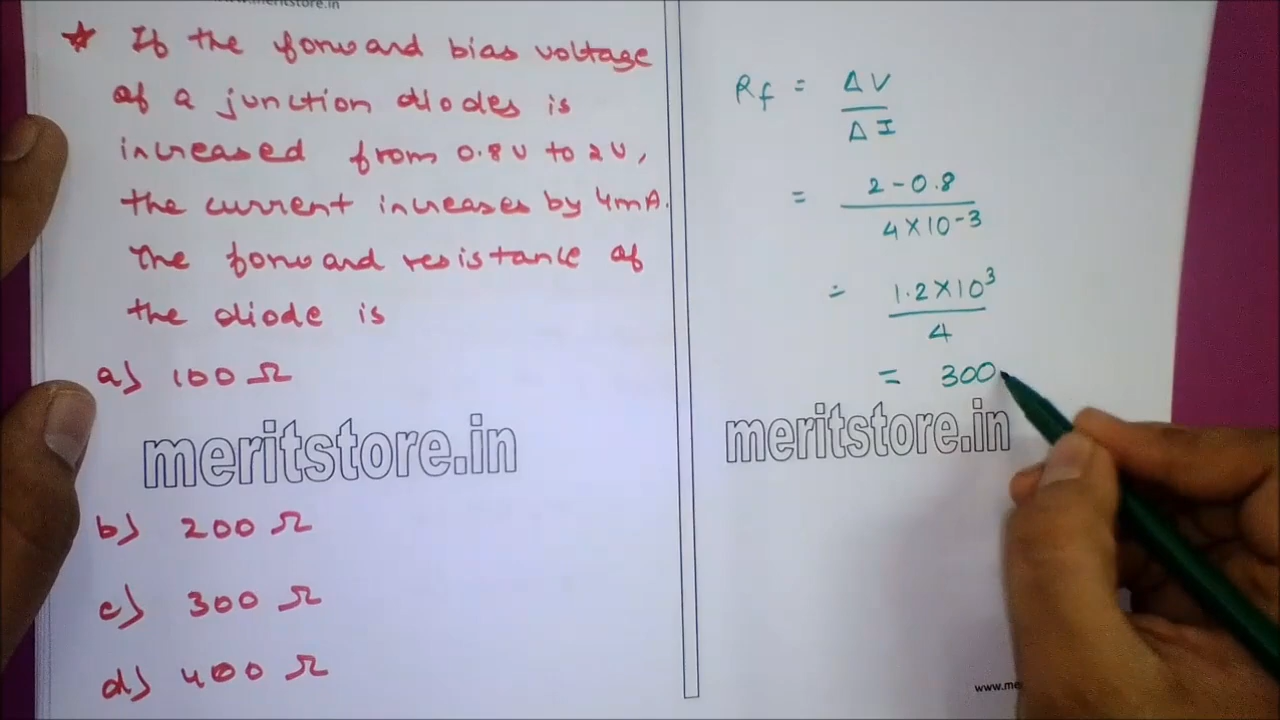 ★ If the forward bias voltage
of a junction diodes is
increased from 0.8V to 2V,
the current increases by 4mA.
The forward resistance of
the diode is
a) 100 Ω
meritstore.in
b) 200 Ω
c) 300 Ω
d) 400 Ω
Rf = ΔV
ΔI
= 2-0.8
4×10-3
= 1.2×10³
4
= 300
meritstore.in